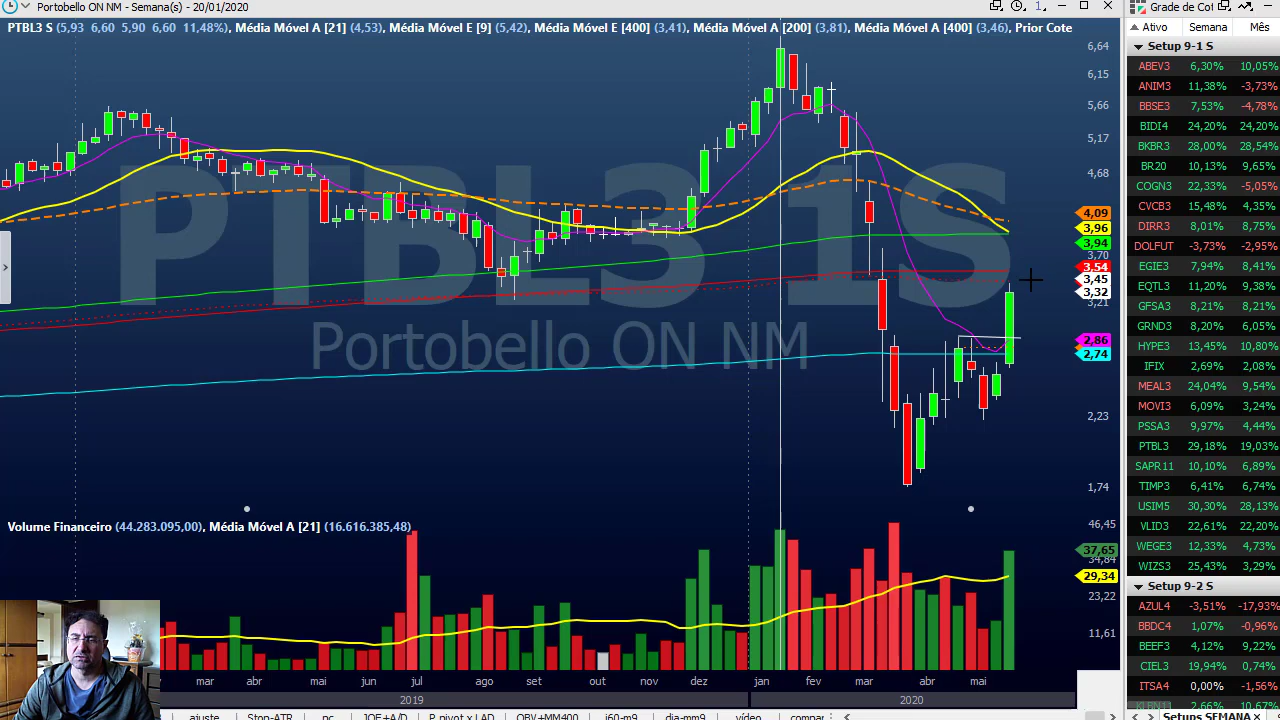 Portobello ON NM - Semana(s) - 20/01/2020
1.
Grade de Cot
PTBL3 S (5,93 6,60 5,90 6,60 11,48%), Média Móvel A [21] (4,53), Média Móvel E [9] (5,42), Média Móvel E [400] (3,41), Média Móvel A [200] (3,81), Média Móvel A [400] (3,46), Prior Cote
Ativo Semana Mês
Setup 9-1 S
ABEV3 6,30% 10,05%
ANIM3 11,38% -3,73%
BBSE3 7,53% -4,78%
BIDI4 24,20% 24,20%
BKBR3 28,00% 28,54%
BR20 10,13% 9,65%
COGN3 22,33% -5,05%
CVCB3 15,48% 4,35%
DIRR3 8,01% 8,75%
DOLFUT -3,73% -2,95%
EGIE3 7,94% 8,41%
EQTL3 11,20% 9,38%
GFSA3 8,21% 8,21%
GRND3 8,20% 6,05%
HYPE3 13,45% 10,80%
IFIX 2,69% 2,08%
MEAL3 24,04% 9,54%
MOVI3 6,09% 3,24%
PSSA3 9,97% 4,44%
PTBL3 29,18% 19,03%
SAPR11 10,10% 6,89%
TIMP3 6,41% 6,74%
USIM5 30,30% 28,13%
VLID3 22,61% 22,20%
WEGE3 12,33% 4,73%
WIZS3 25,43% 3,29%
Setup 9-2 S
AZUL4 -3,51% -17,93%
BBDC4 1,07% -0,96%
BEEF3 4,12% 9,22%
CIEL3 19,94% 0,74%
ITSA4 0,00% -1,56%
KLBN11 2,66% 10,67%
Setups SEMANA
6,64
6,15
5,66
5,17
4,68
4,09
3,96
3,94
3,70
3,54
3,45
3,32
3,21
2,86
2,74
2,23
1,74
PTBL3 1S
Portobello ON NM
Volume Financeiro (44.283.095,00), Média Móvel A [21] (16.616.385,48)
46,45
37,65
34,84
29,34
23,22
11,61
mar abr mai jun jul ago set out nov dez jan fev mar abr mai
2019 2020
ajuste Stop-ATR pc IOF+A/D P pivot x LAD OBV+MM400 i60-m9 dia-mm9 vídeo compar